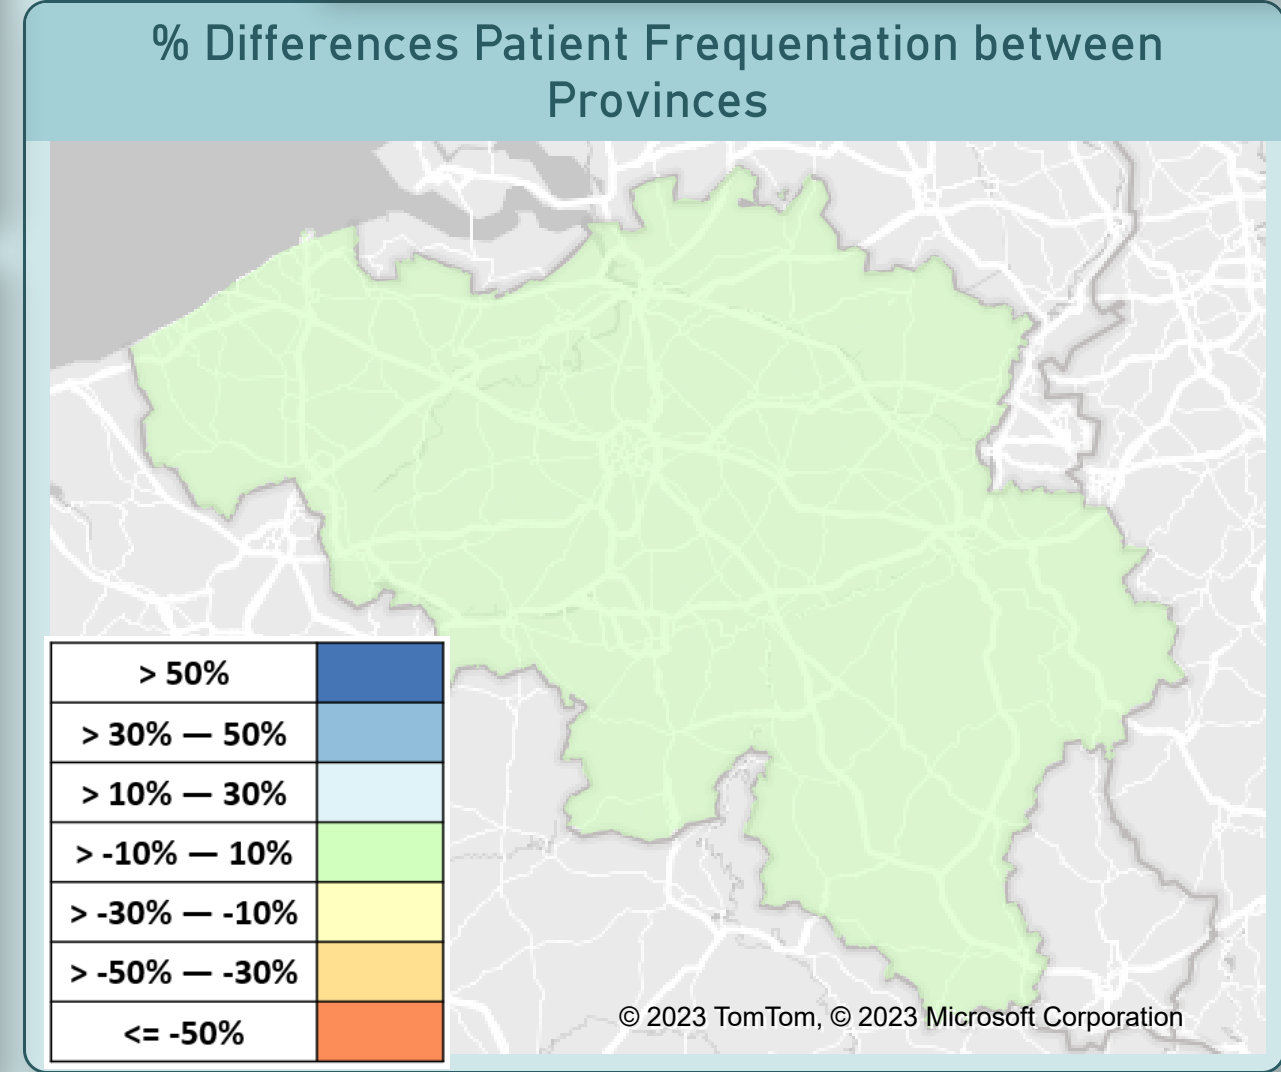 % Differences Patient Frequentation between
Provinces
> 50%
> 30% — 50%
> 10% — 30%
> -10% — 10%
> -30% — -10%
> -50% — -30%
<= -50%
© 2023 TomTom, © 2023 Microsoft Corporation